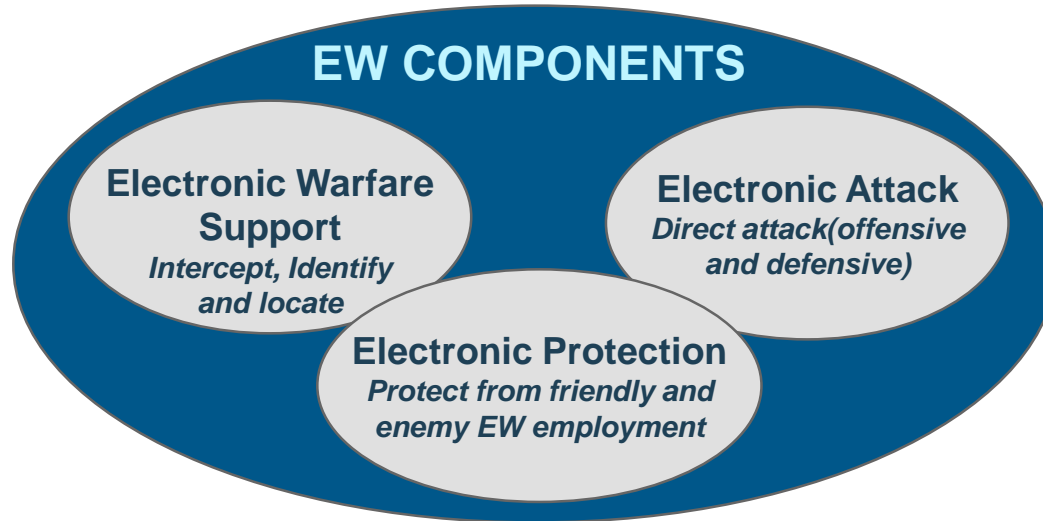 EW COMPONENTS
Electronic Warfare
Support
Intercept, Identify
and locate
Electronic Attack
Direct attack(offensive
and defensive)
Electronic Protection
Protect from friendly and
enemy EW employment